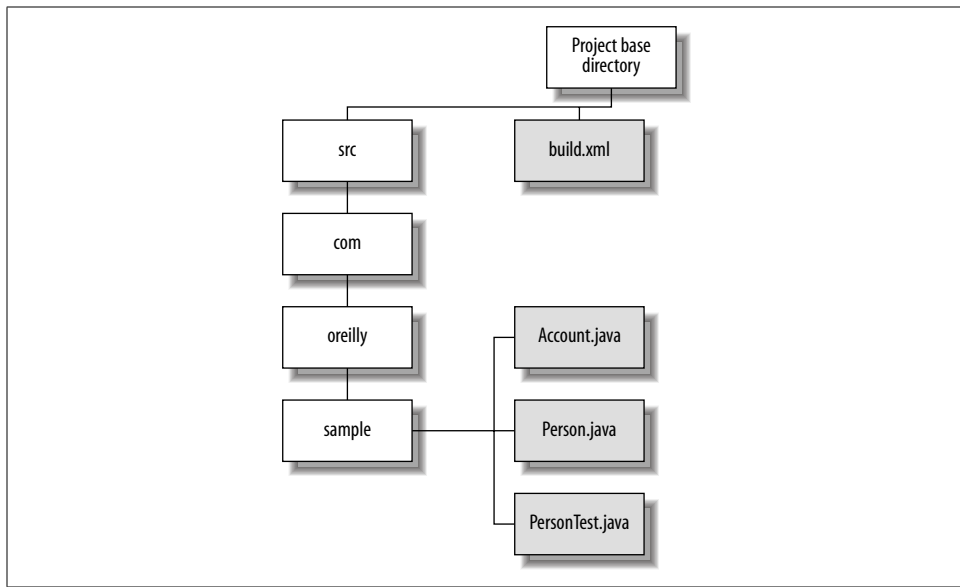 Project base
directory
src
build.xml
com
oreilly
Account.java
sample
Person.java
PersonTest.java